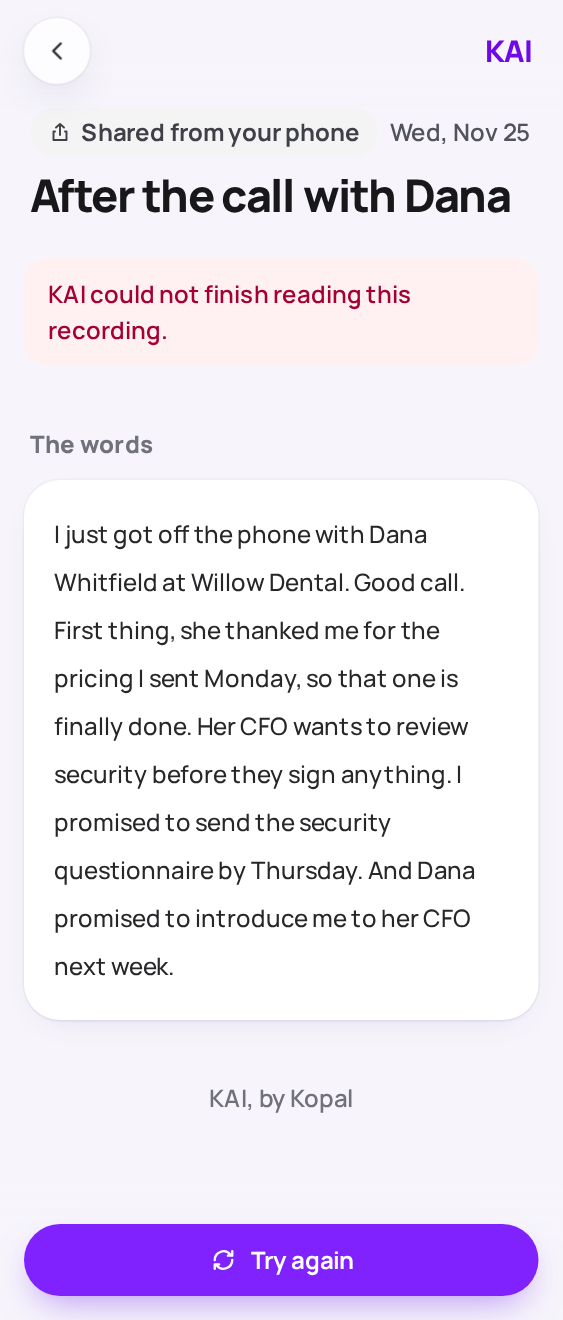 KAI
Shared from your phone Wed, Nov 25
After the call with Dana
KAI could not finish reading this
recording.
The words
I just got off the phone with Dana
Whitfield at Willow Dental. Good call.
First thing, she thanked me for the
pricing I sent Monday, so that one is
finally done. Her CFO wants to review
security before they sign anything. I
promised to send the security
questionnaire by Thursday. And Dana
promised to introduce me to her CFO
next week.
KAI, by Kopal
Try again